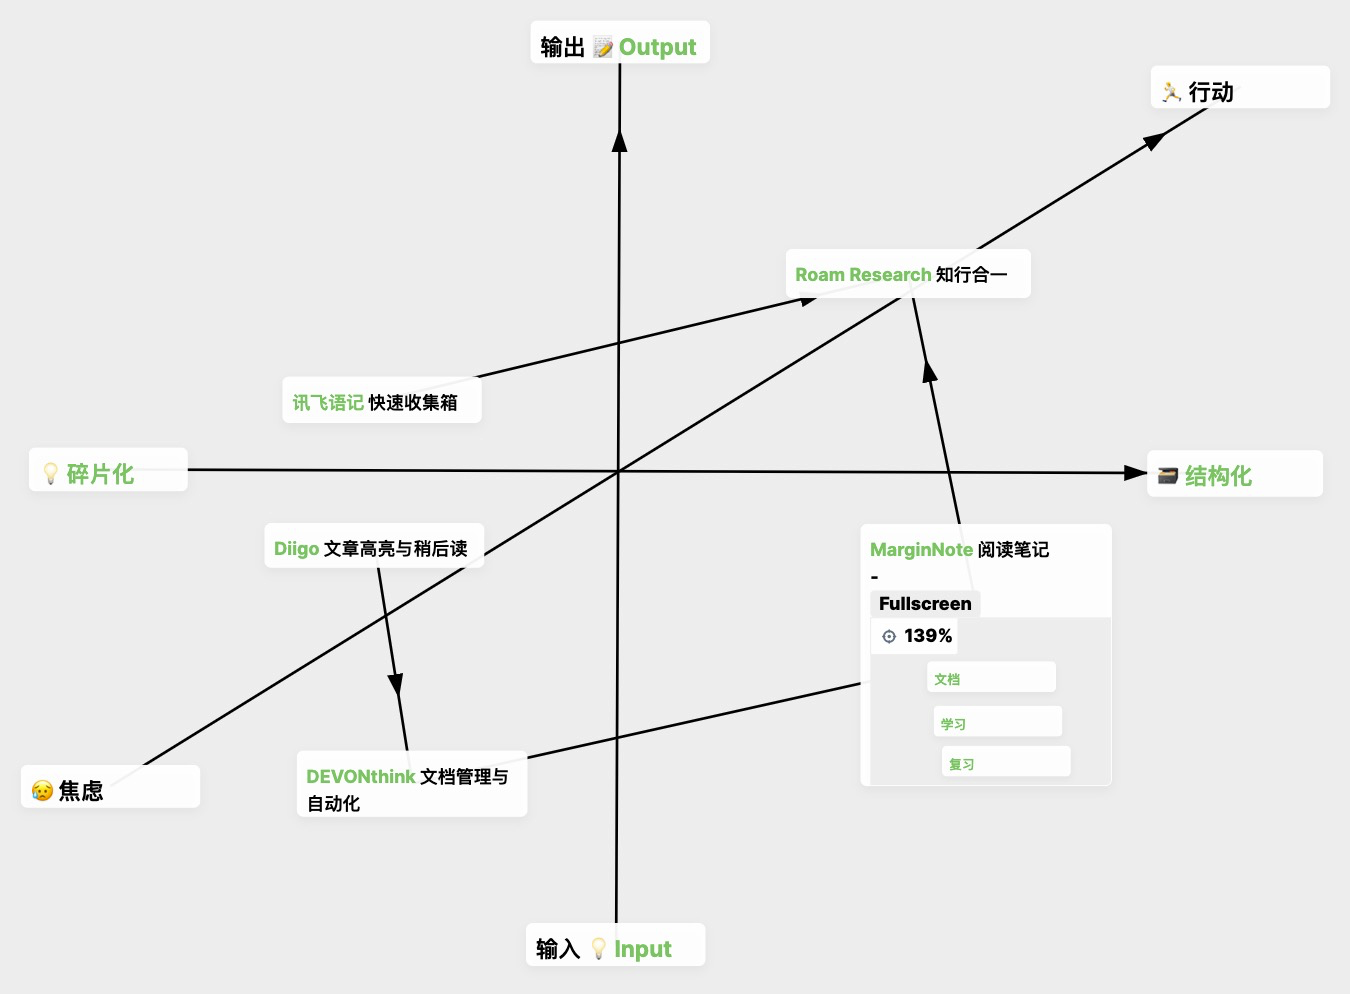 输出 📝 Output
🏃 行动
Roam Research 知行合一
讯飞语记 快速收集箱
💡 碎片化
🗃 结构化
Diigo 文章高亮与稍后读
MarginNote 阅读笔记
-
Fullscreen
139%
文档
学习
复习
DEVONthink 文档管理与
自动化
😥 焦虑
输入 💡 Input